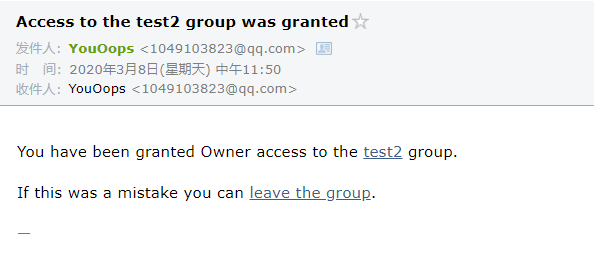 Access to the test2 group was granted
发件人: YouOops <1049103823@qq.com>
时 间: 2020年3月8日(星期天) 中午11:50
收件人: YouOops <1049103823@qq.com>
You have been granted Owner access to the test2 group.
If this was a mistake you can leave the group.
—